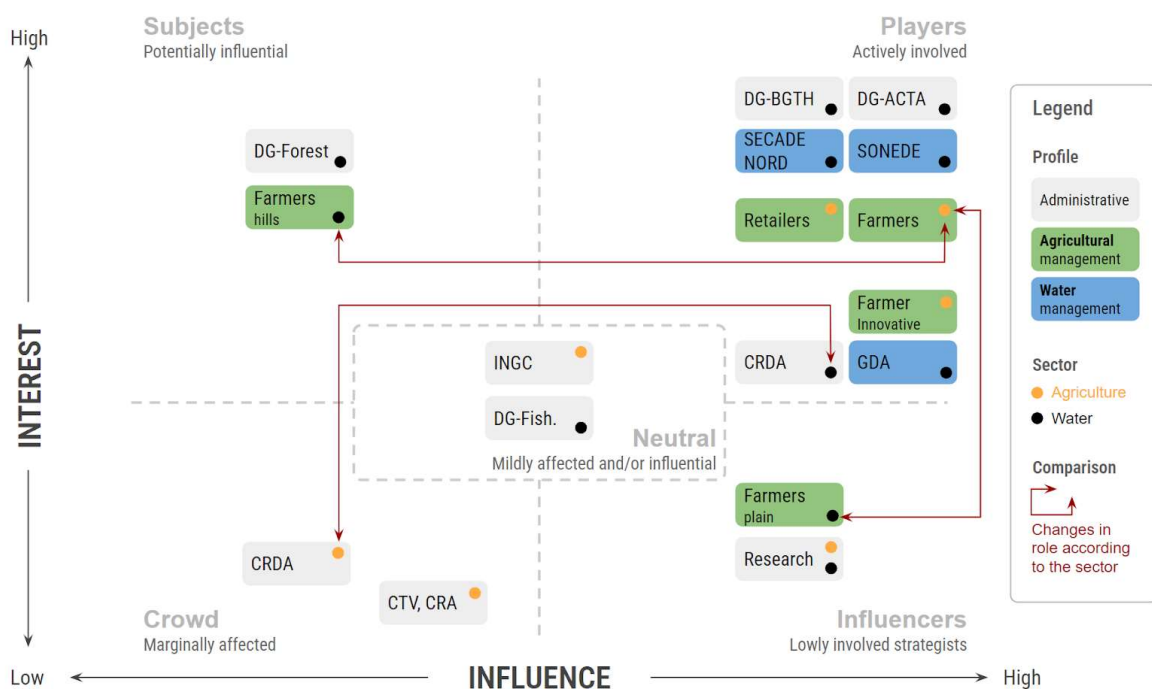 Subjects
Potentially influential
Players
Actively involved
High
DG-BGTH
DG-ACTA
SECADE
NORD
SONEDE
DG-Forest
Farmers
hills
Retailers
Farmers
Farmer
Innovative
INGC
CRDA
GDA
DG-Fish.
Neutral
Mildly affected and/or influential
Farmers
plain
Research
CRDA
CTV, CRA
Crowd
Marginally affected
Influencers
Lowly involved strategists
INTEREST
Low
INFLUENCE
High
Legend
Profile
Administrative
Agricultural
management
Water
management
Sector
Agriculture
Water
Comparison
Changes in
role according
to the sector